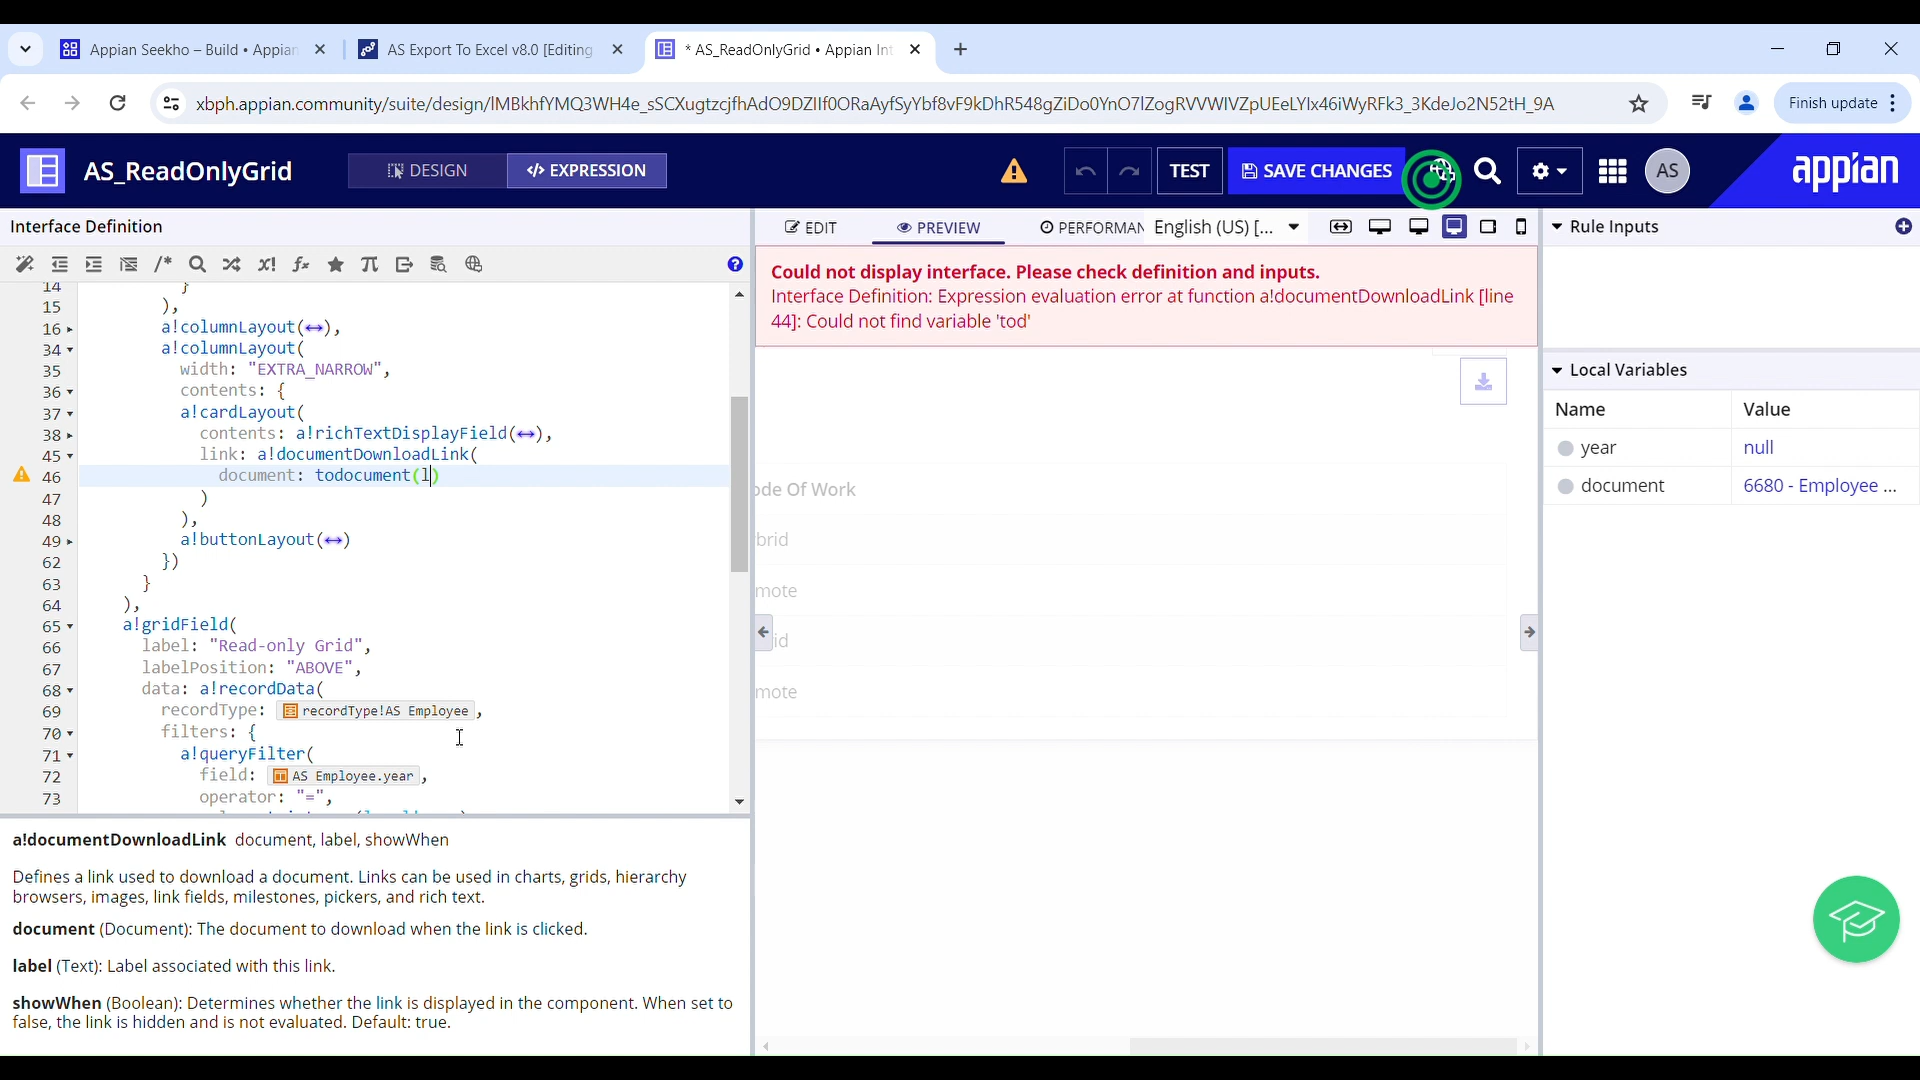 Appian Seekho – Build • Appian
AS Export To Excel v8.0 [Editing
* AS_ReadOnlyGrid • Appian Int
xbph.appian.community/suite/design/lMBkhfYMQ3WH4e_sSCXugtzcjfhAdO9DZIIf0ORaAyfSyYbf8vF9kDhR548gZiDo0YnO7lZogRVVWIVZpUEeLYIx46iWyRFk3_3KdeJo2N52tH_9A
Finish update
AS_ReadOnlyGrid
DESIGN
</> EXPRESSION
TEST
SAVE CHANGES
AS
appian
Interface Definition
EDIT
PREVIEW
PERFORMAN
English (US) [...
Rule Inputs
Could not display interface. Please check definition and inputs.
Interface Definition: Expression evaluation error at function a!documentDownloadLink [line
44]: Could not find variable 'tod'
14 }
15 ),
16 a!columnLayout(↔),
34 a!columnLayout(
35 width: "EXTRA_NARROW",
36 contents: {
37 a!cardLayout(
38 contents: a!richTextDisplayField(↔),
45 link: a!documentDownloadLink(
46 document: todocument(l)
47 )
48 ),
49 a!buttonLayout(↔)
62 })
63 }
64 ),
65 a!gridField(
66 label: "Read-only Grid",
67 labelPosition: "ABOVE",
68 data: a!recordData(
69 recordType: recordType!AS Employee,
70 filters: {
71 a!queryFilter(
72 field: AS Employee.year,
73 operator: "=",
ode Of Work
brid
mote
id
mote
Local Variables
Name Value
year null
document 6680 - Employee ...
a!documentDownloadLink document, label, showWhen
Defines a link used to download a document. Links can be used in charts, grids, hierarchy
browsers, images, link fields, milestones, pickers, and rich text.
document (Document): The document to download when the link is clicked.
label (Text): Label associated with this link.
showWhen (Boolean): Determines whether the link is displayed in the component. When set to
false, the link is hidden and is not evaluated. Default: true.